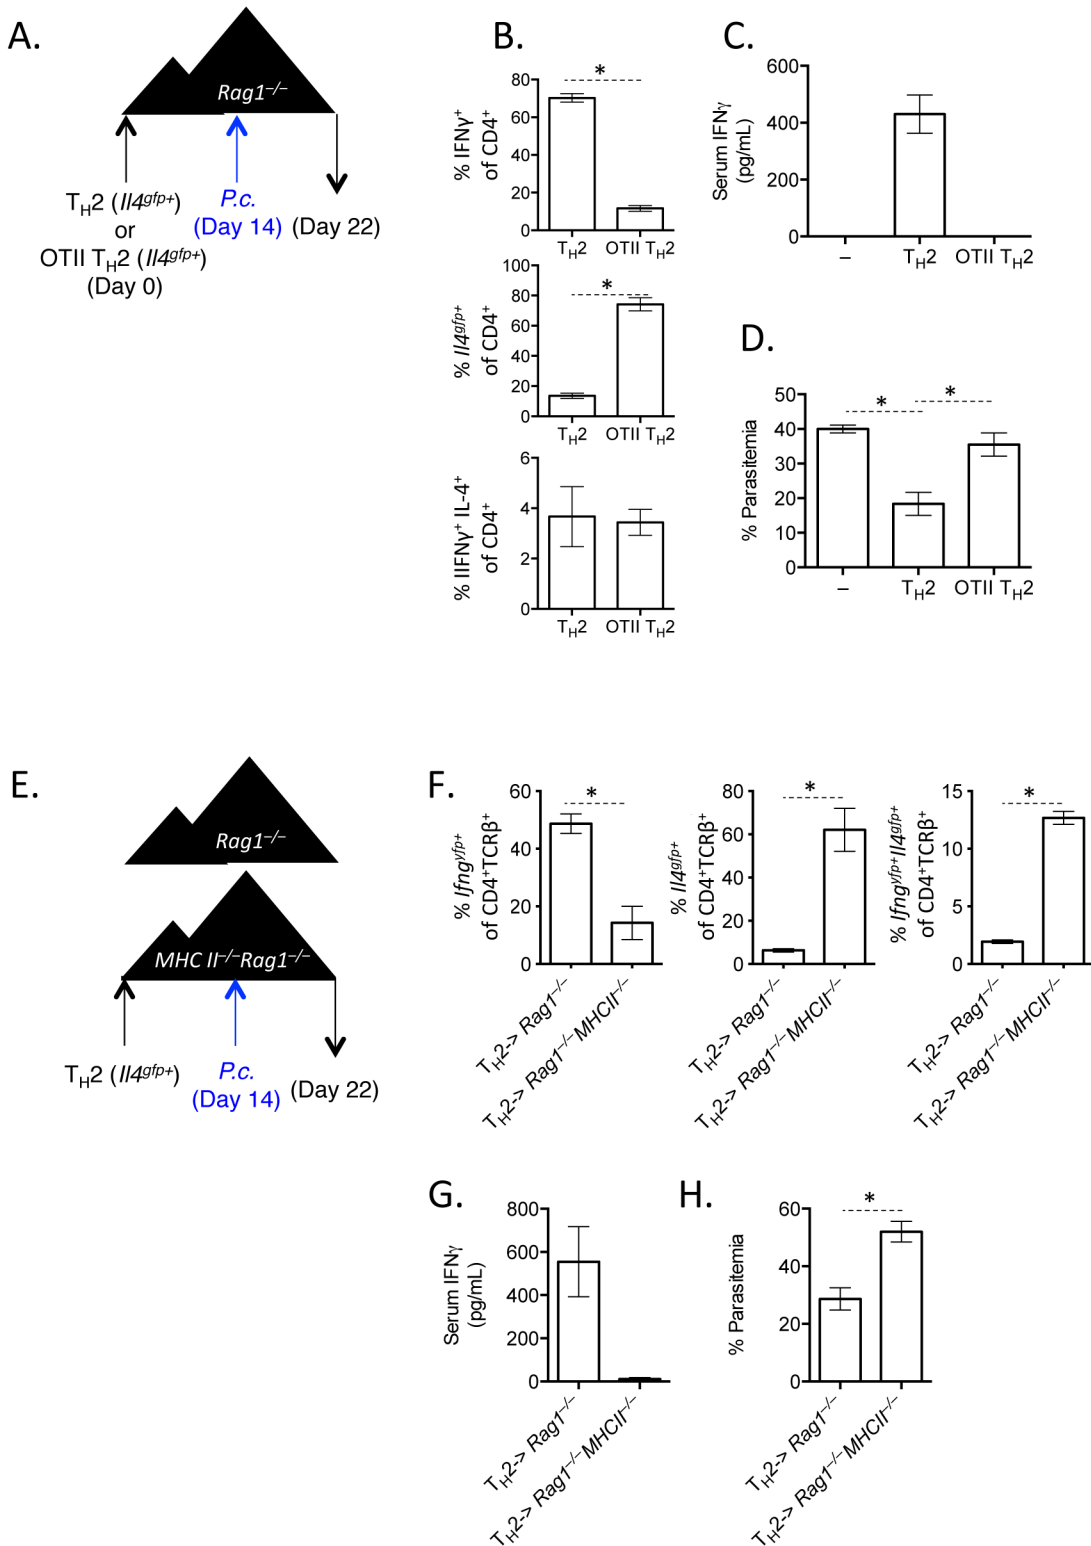 A.
Rag1–/–
TH2 (Il4gfp+)
or
OTII TH2 (Il4gfp+)
(Day 0)
P.c.
(Day 14)
(Day 22)
B.
% IFNγ+
of CD4+
80
60
40
20
0
*
TH2
OTII TH2
% Il4gfp+
of CD4+
100
80
60
40
20
0
*
TH2
OTII TH2
% IIFNγ+ IL-4+
of CD4+
6
4
2
0
TH2
OTII TH2
C.
Serum IFNγ
(pg/mL)
600
400
200
0
–
TH2
OTII TH2
D.
% Parasitemia
50
40
30
20
10
0
*
*
–
TH2
OTII TH2
E.
Rag1–/–
MHC II–/–Rag1–/–
TH2 (Il4gfp+)
P.c.
(Day 14)
(Day 22)
F.
% Ifngyfp+
of CD4+TCRβ+
60
40
20
0
*
TH2-> Rag1–/–
TH2-> Rag1–/–MHCII–/–
% Il4gfp+
of CD4+TCRβ+
80
60
40
20
0
*
TH2-> Rag1–/–
TH2-> Rag1–/–MHCII–/–
% Ifngyfp+Il4gfp+
of CD4+TCRβ+
15
10
5
0
*
TH2-> Rag1–/–
TH2-> Rag1–/–MHCII–/–
G.
Serum IFNγ
(pg/mL)
800
600
400
200
0
TH2-> Rag1–/–
TH2-> Rag1–/–MHCII–/–
H.
% Parasitemia
60
40
20
0
*
TH2-> Rag1–/–
TH2-> Rag1–/–MHCII–/–